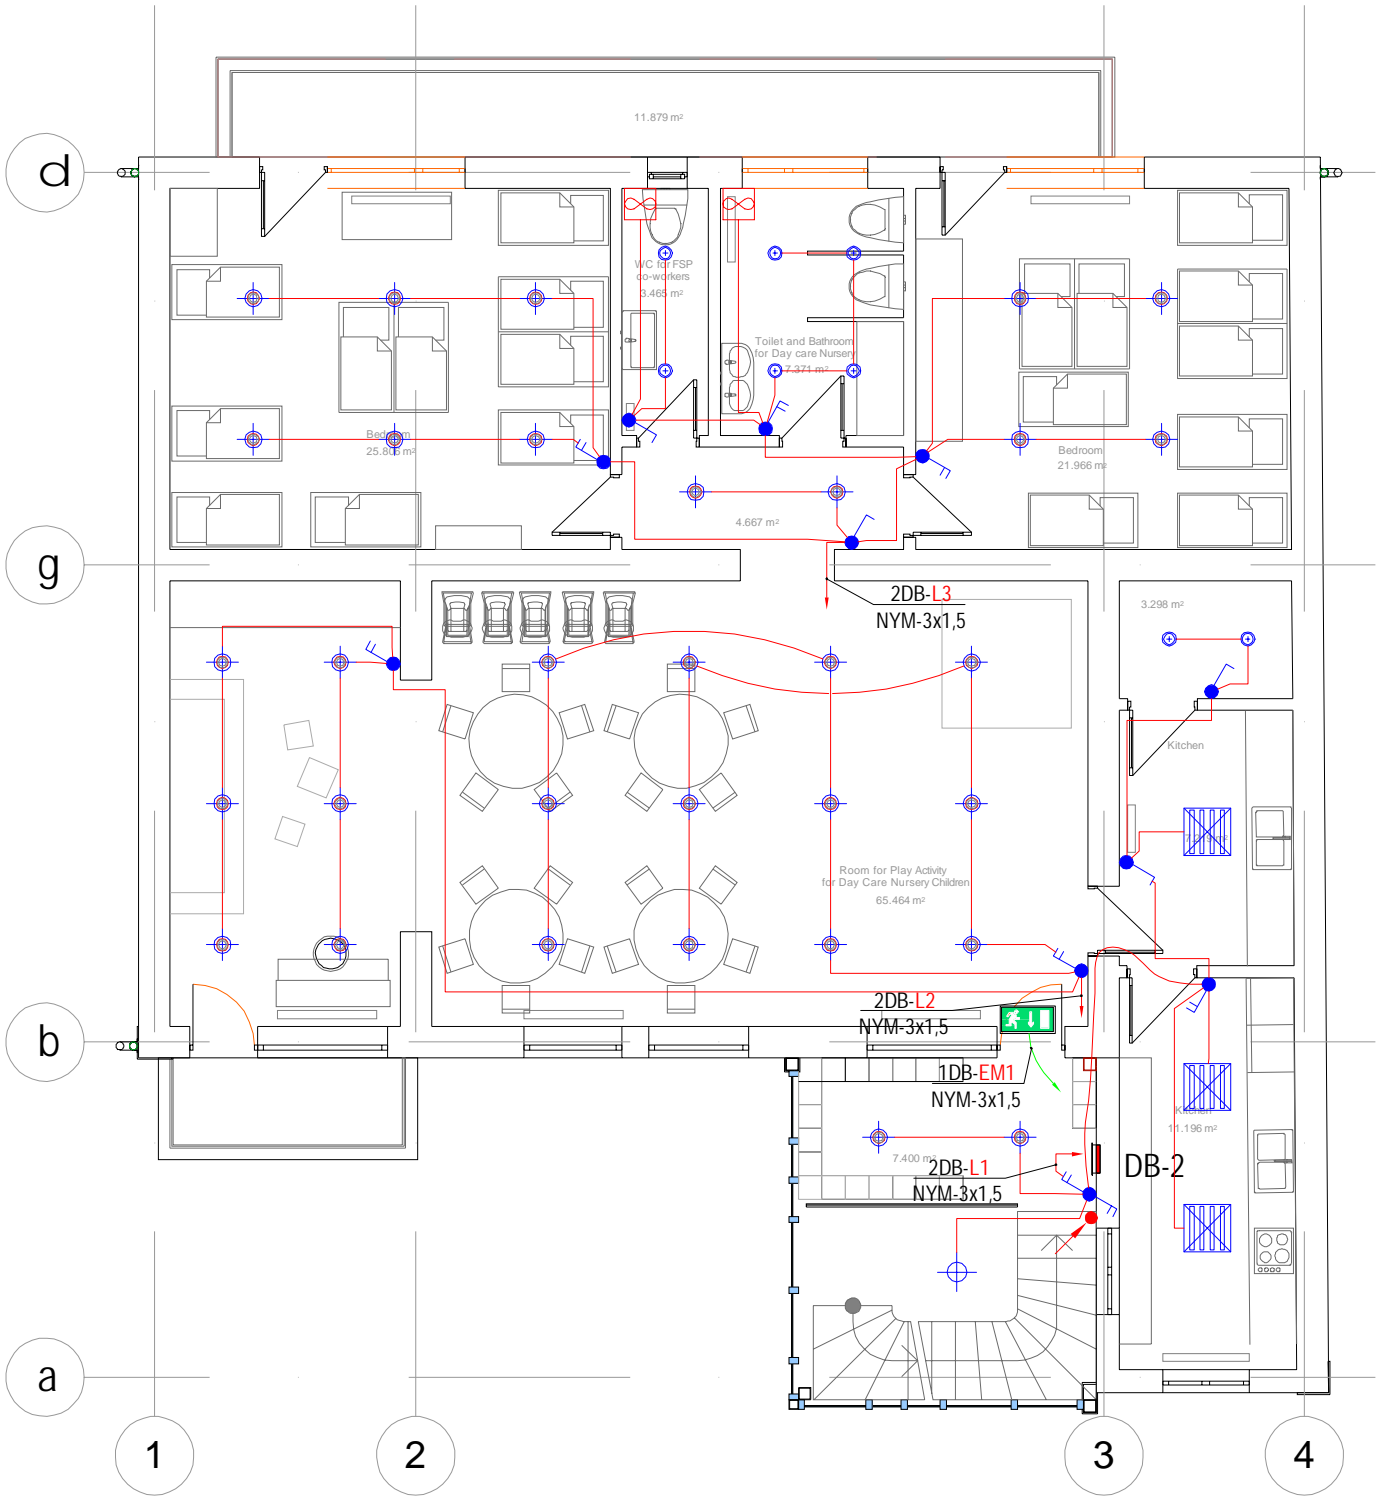 11.879 m²
d
WC for FSP
co-workers
3.465 m²
Toilet and Bathroom
for Day care Nursery
7.371 m²
Bedroom
25.806 m²
Bedroom
21.966 m²
4.667 m²
g
2DB-L3
NYM-3x1,5
3.298 m²
Kitchen
Room for Play Activity
for Day Care Nursery Children
65.464 m²
2DB-L2
NYM-3x1,5
b
1DB-EM1
NYM-3x1,5
Kitchen
11.196 m²
7.400 m²
2DB-L1
NYM-3x1,5
DB-2
a
1
2
3
4